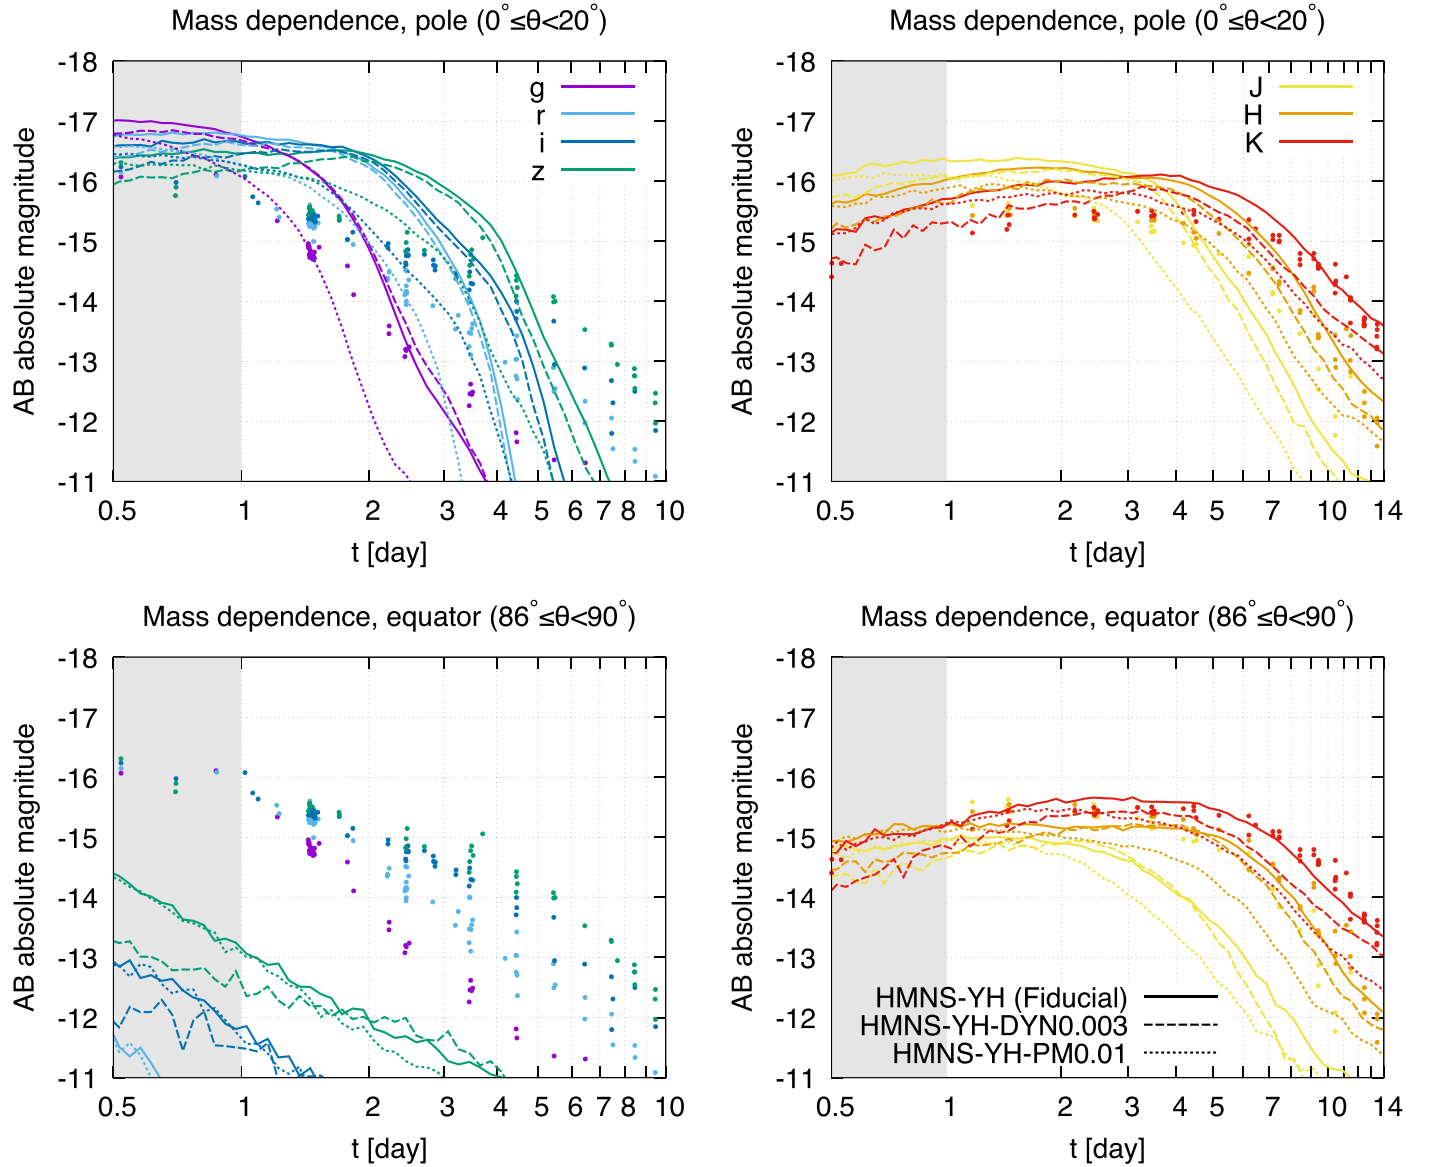 Mass dependence, pole (0°≤θ<20°)
-18
-17
-16
-15
-14
-13
-12
-11
AB absolute magnitude
g
r
i
z
0.5 1 2 3 4 5 6 7 8 10
t [day]
Mass dependence, pole (0°≤θ<20°)
-18
-17
-16
-15
-14
-13
-12
-11
AB absolute magnitude
J
H
K
0.5 1 2 3 4 5 7 10 14
t [day]
Mass dependence, equator (86°≤θ<90°)
-18
-17
-16
-15
-14
-13
-12
-11
AB absolute magnitude
0.5 1 2 3 4 5 6 7 8 10
t [day]
Mass dependence, equator (86°≤θ<90°)
-18
-17
-16
-15
-14
-13
-12
-11
AB absolute magnitude
HMNS-YH (Fiducial)
HMNS-YH-DYN0.003
HMNS-YH-PM0.01
0.5 1 2 3 4 5 7 10 14
t [day]